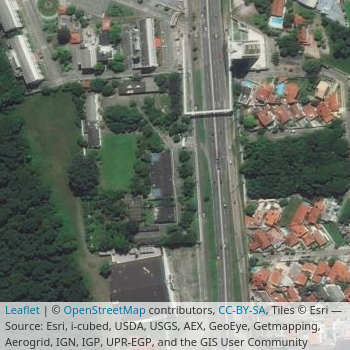 Leaflet | © OpenStreetMap contributors, CC-BY-SA, Tiles © Esri —
Source: Esri, i-cubed, USDA, USGS, AEX, GeoEye, Getmapping,
Aerogrid, IGN, IGP, UPR-EGP, and the GIS User Community